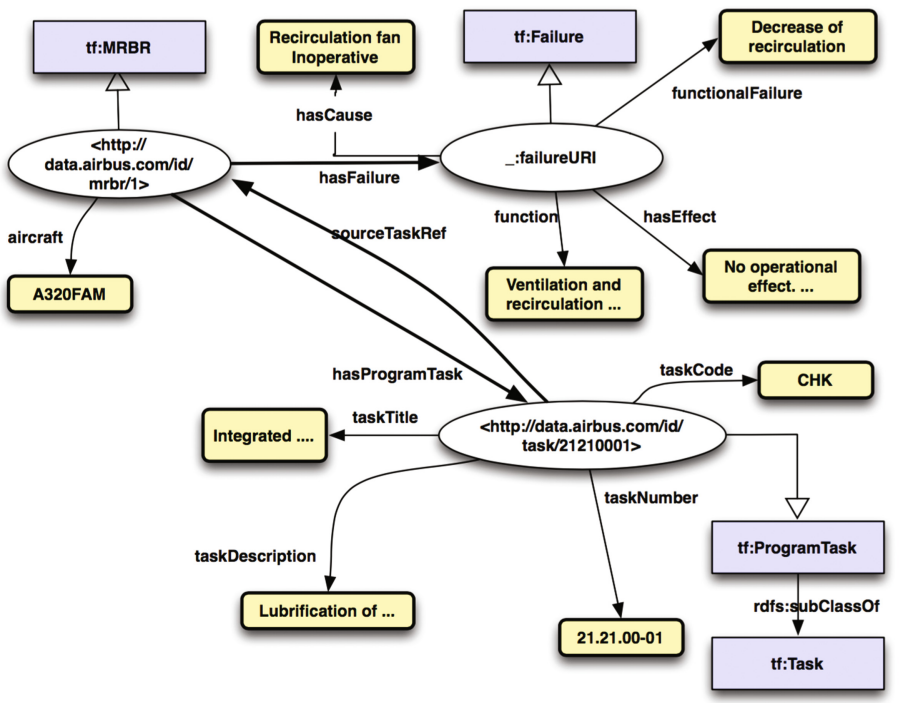 tf:MRBR
Recirculation fan
Inoperative
tf:Failure
Decrease of
recirculation
functionalFailure
hasCause
<http://
data.airbus.com/id/
mrbr/1>
_:failureURI
hasFailure
function
hasEffect
aircraft
sourceTaskRef
A320FAM
Ventilation and
recirculation ...
No operational
effect. ...
hasProgramTask
taskCode
CHK
taskTitle
Integrated ....
<http://data.airbus.com/id/
task/21210001>
taskNumber
taskDescription
tf:ProgramTask
Lubrification of ...
rdfs:subClassOf
21.21.00-01
tf:Task